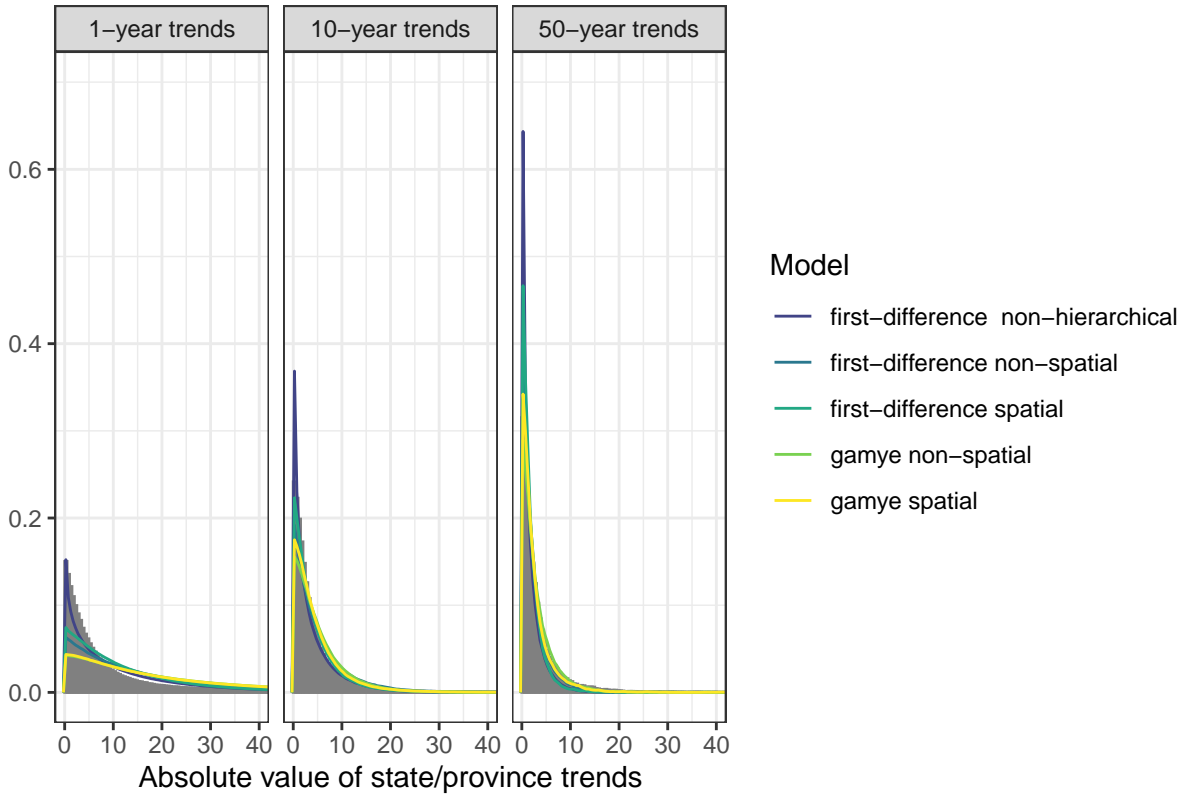 1−year trends
10−year trends
50−year trends
0.6
0.4
0.2
0.0
0 10 20 30 40
0 10 20 30 40
0 10 20 30 40
Absolute value of state/province trends
Model
first−difference  non−hierarchical
first−difference non−spatial
first−difference spatial
gamye non−spatial
gamye spatial